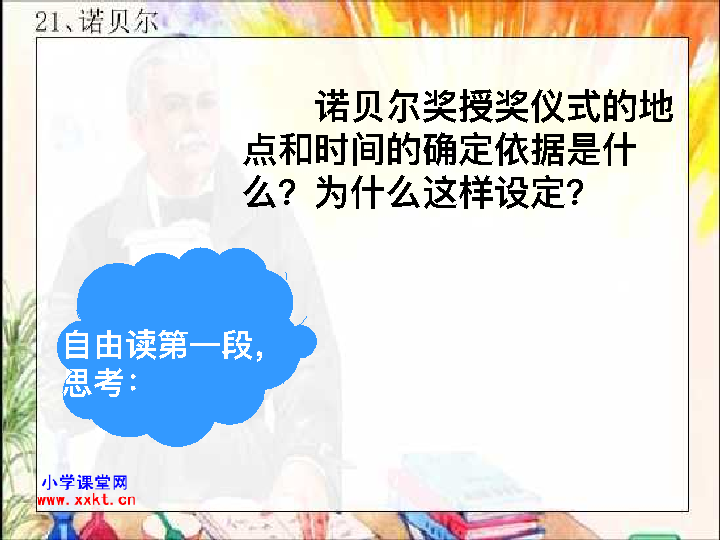 21、诺贝尔
诺贝尔奖授奖仪式的地
点和时间的确定依据是什
么？为什么这样设定？
自由读第一段，
思考：
小学课堂网
www.xxkt.cn